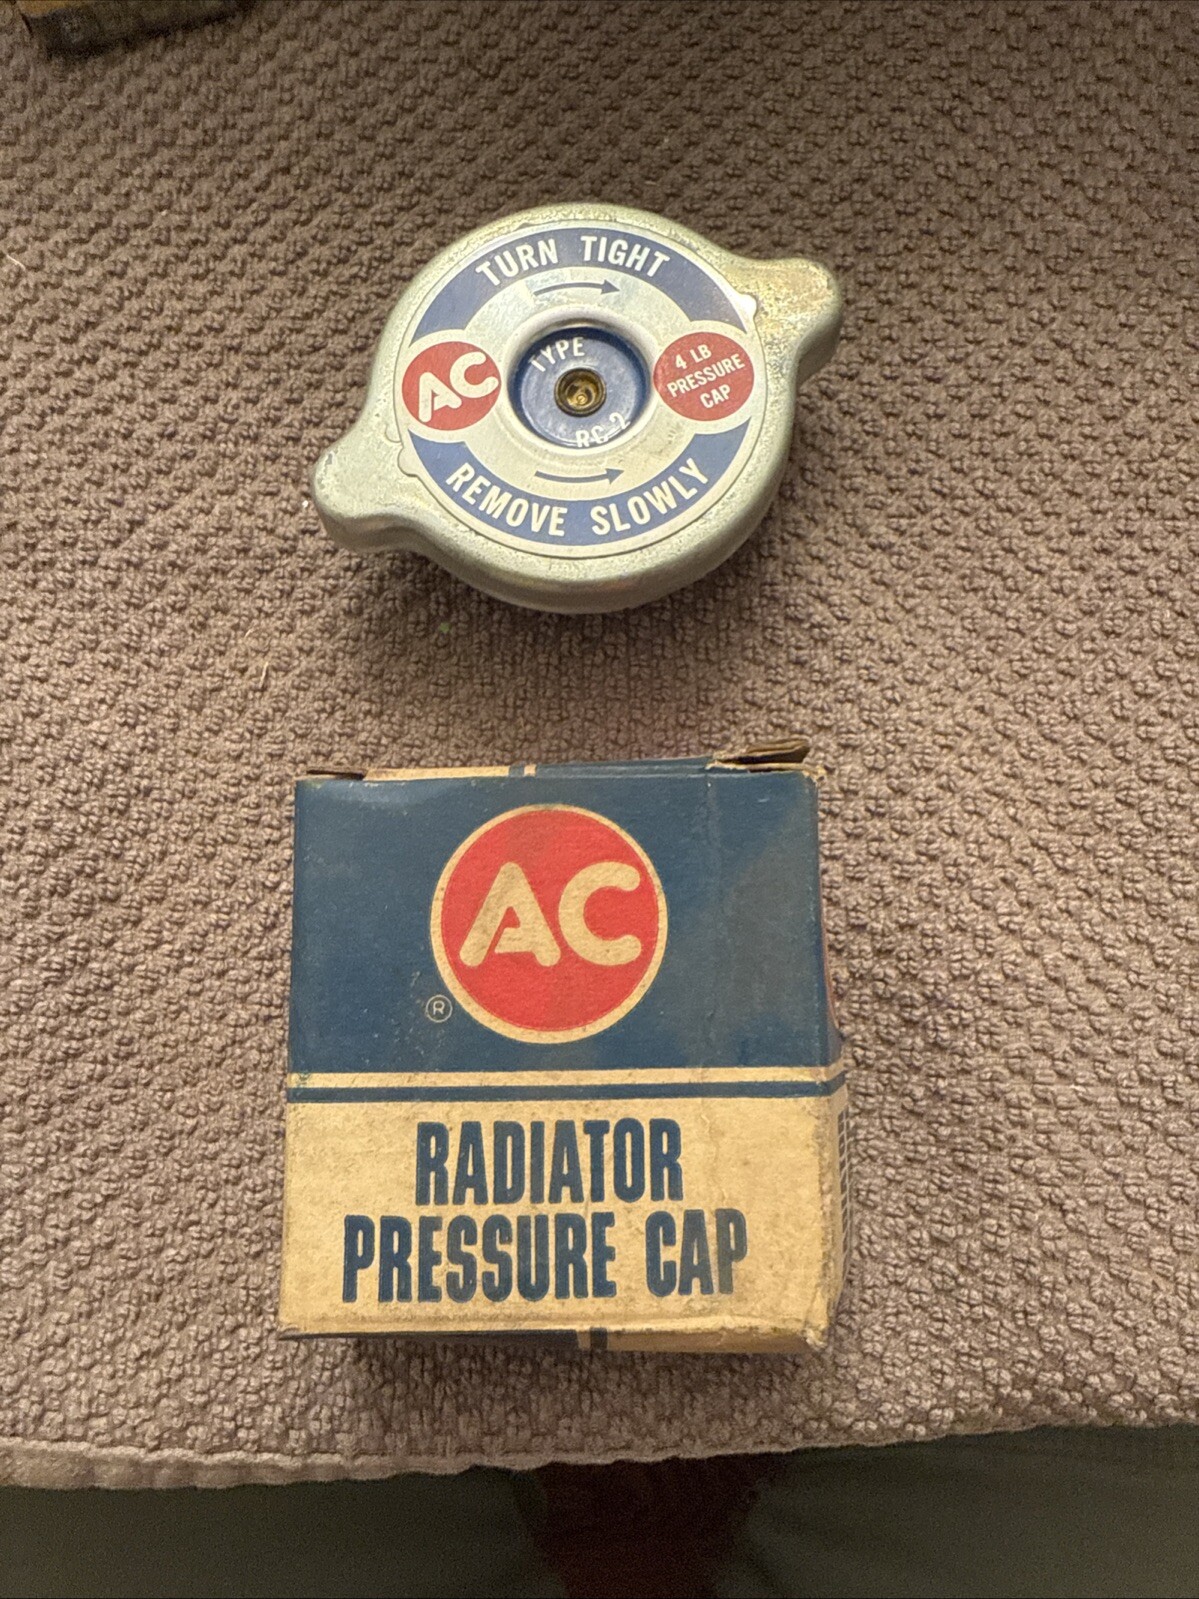 TURN TIGHT
AC
TYPE
RC-2
4 LB
PRESSURE
CAP
REMOVE SLOWLY
AC
®
RADIATOR
PRESSURE CAP